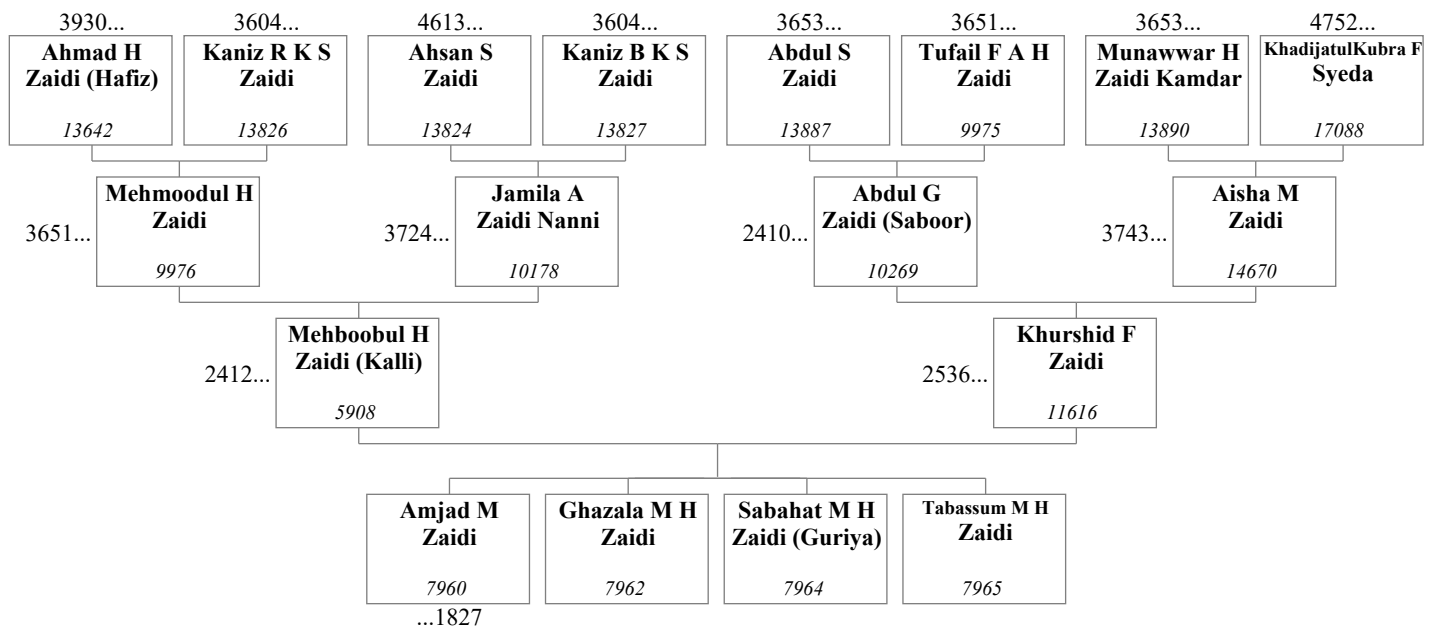 3930...
3604...
4613...
3604...
3653...
3651...
3653...
4752...
Ahmad H
Zaidi (Hafiz)
13642
Kaniz R K S
Zaidi
13826
Ahsan S
Zaidi
13824
Kaniz B K S
Zaidi
13827
Abdul S
Zaidi
13887
Tufail F A H
Zaidi
9975
Munawwar H
Zaidi Kamdar
13890
KhadijatulKubra F
Syeda
17088
3651...
Mehmoodul H
Zaidi
9976
3724...
Jamila A
Zaidi Nanni
10178
2410...
Abdul G
Zaidi (Saboor)
10269
3743...
Aisha M
Zaidi
14670
2412...
Mehboobul H
Zaidi (Kalli)
5908
2536...
Khurshid F
Zaidi
11616
Amjad M
Zaidi
7960
...1827
Ghazala M H
Zaidi
7962
Sabahat M H
Zaidi (Guriya)
7964
Tabassum M H
Zaidi
7965